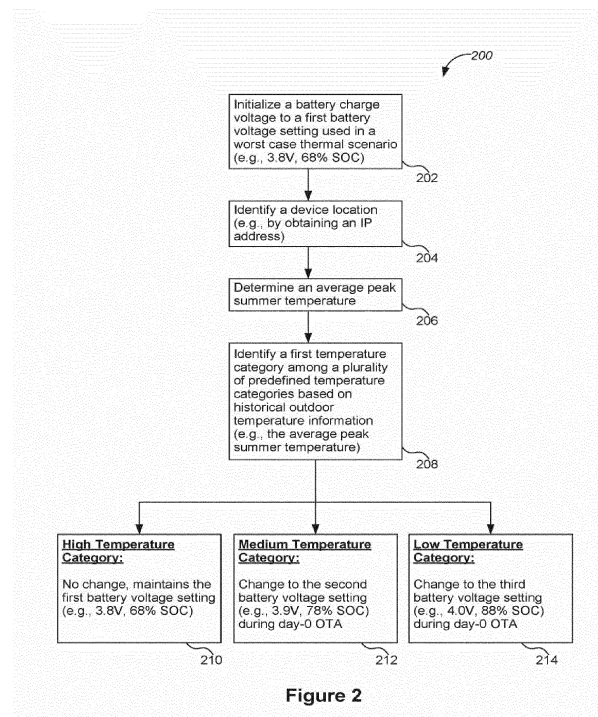 200
Initialize a battery charge
voltage to a first battery
voltage setting used in a
worst case thermal scenario
(e.g., 3.8V, 68% SOC)
202
Identify a device location
(e.g., by obtaining an IP
address)
204
Determine an average peak
summer temperature
206
Identify a first temperature
category among a plurality
of predefined temperature
categories based on
historical outdoor
temperature information
(e.g., the average peak
summer temperature)
208
High Temperature
Category:
No change, maintains the
first battery voltage setting
(e.g., 3.8V, 68% SOC)
210
Medium Temperature
Category:
Change to the second
battery voltage setting
(e.g., 3.9V, 78% SOC)
during day-0 OTA
212
Low Temperature
Category:
Change to the third
battery voltage setting
(e.g., 4.0V, 88% SOC)
during day-0 OTA
214
Figure 2